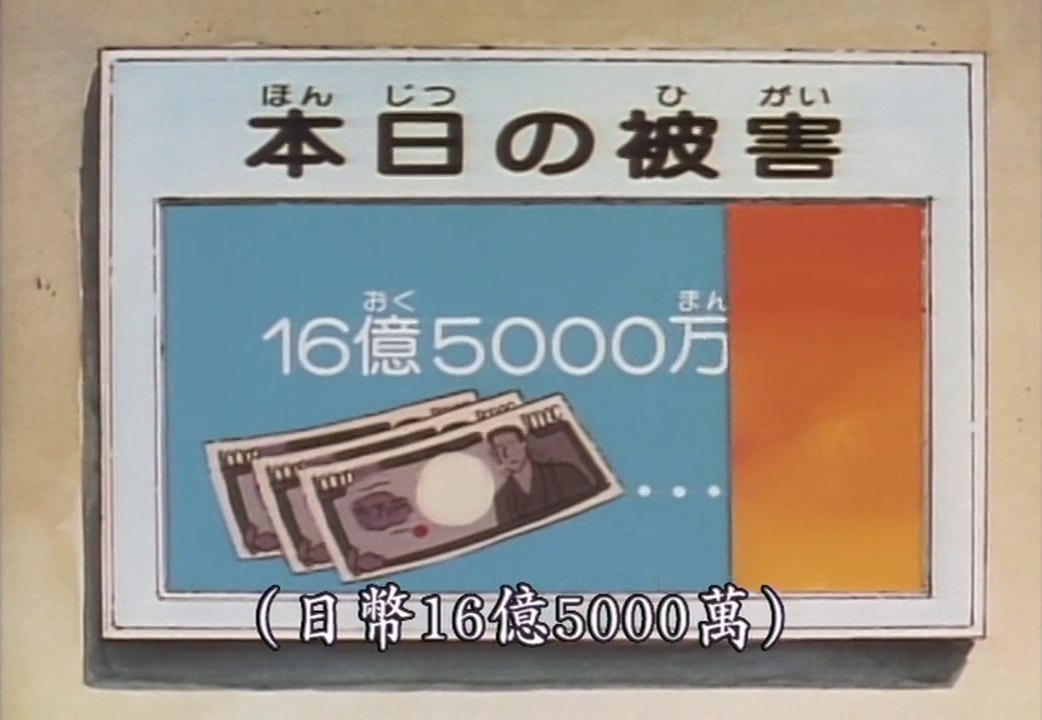 ほん じつ ひ がい
本日の被害
おく まん
16億5000万
...
(日幣16億5000萬)